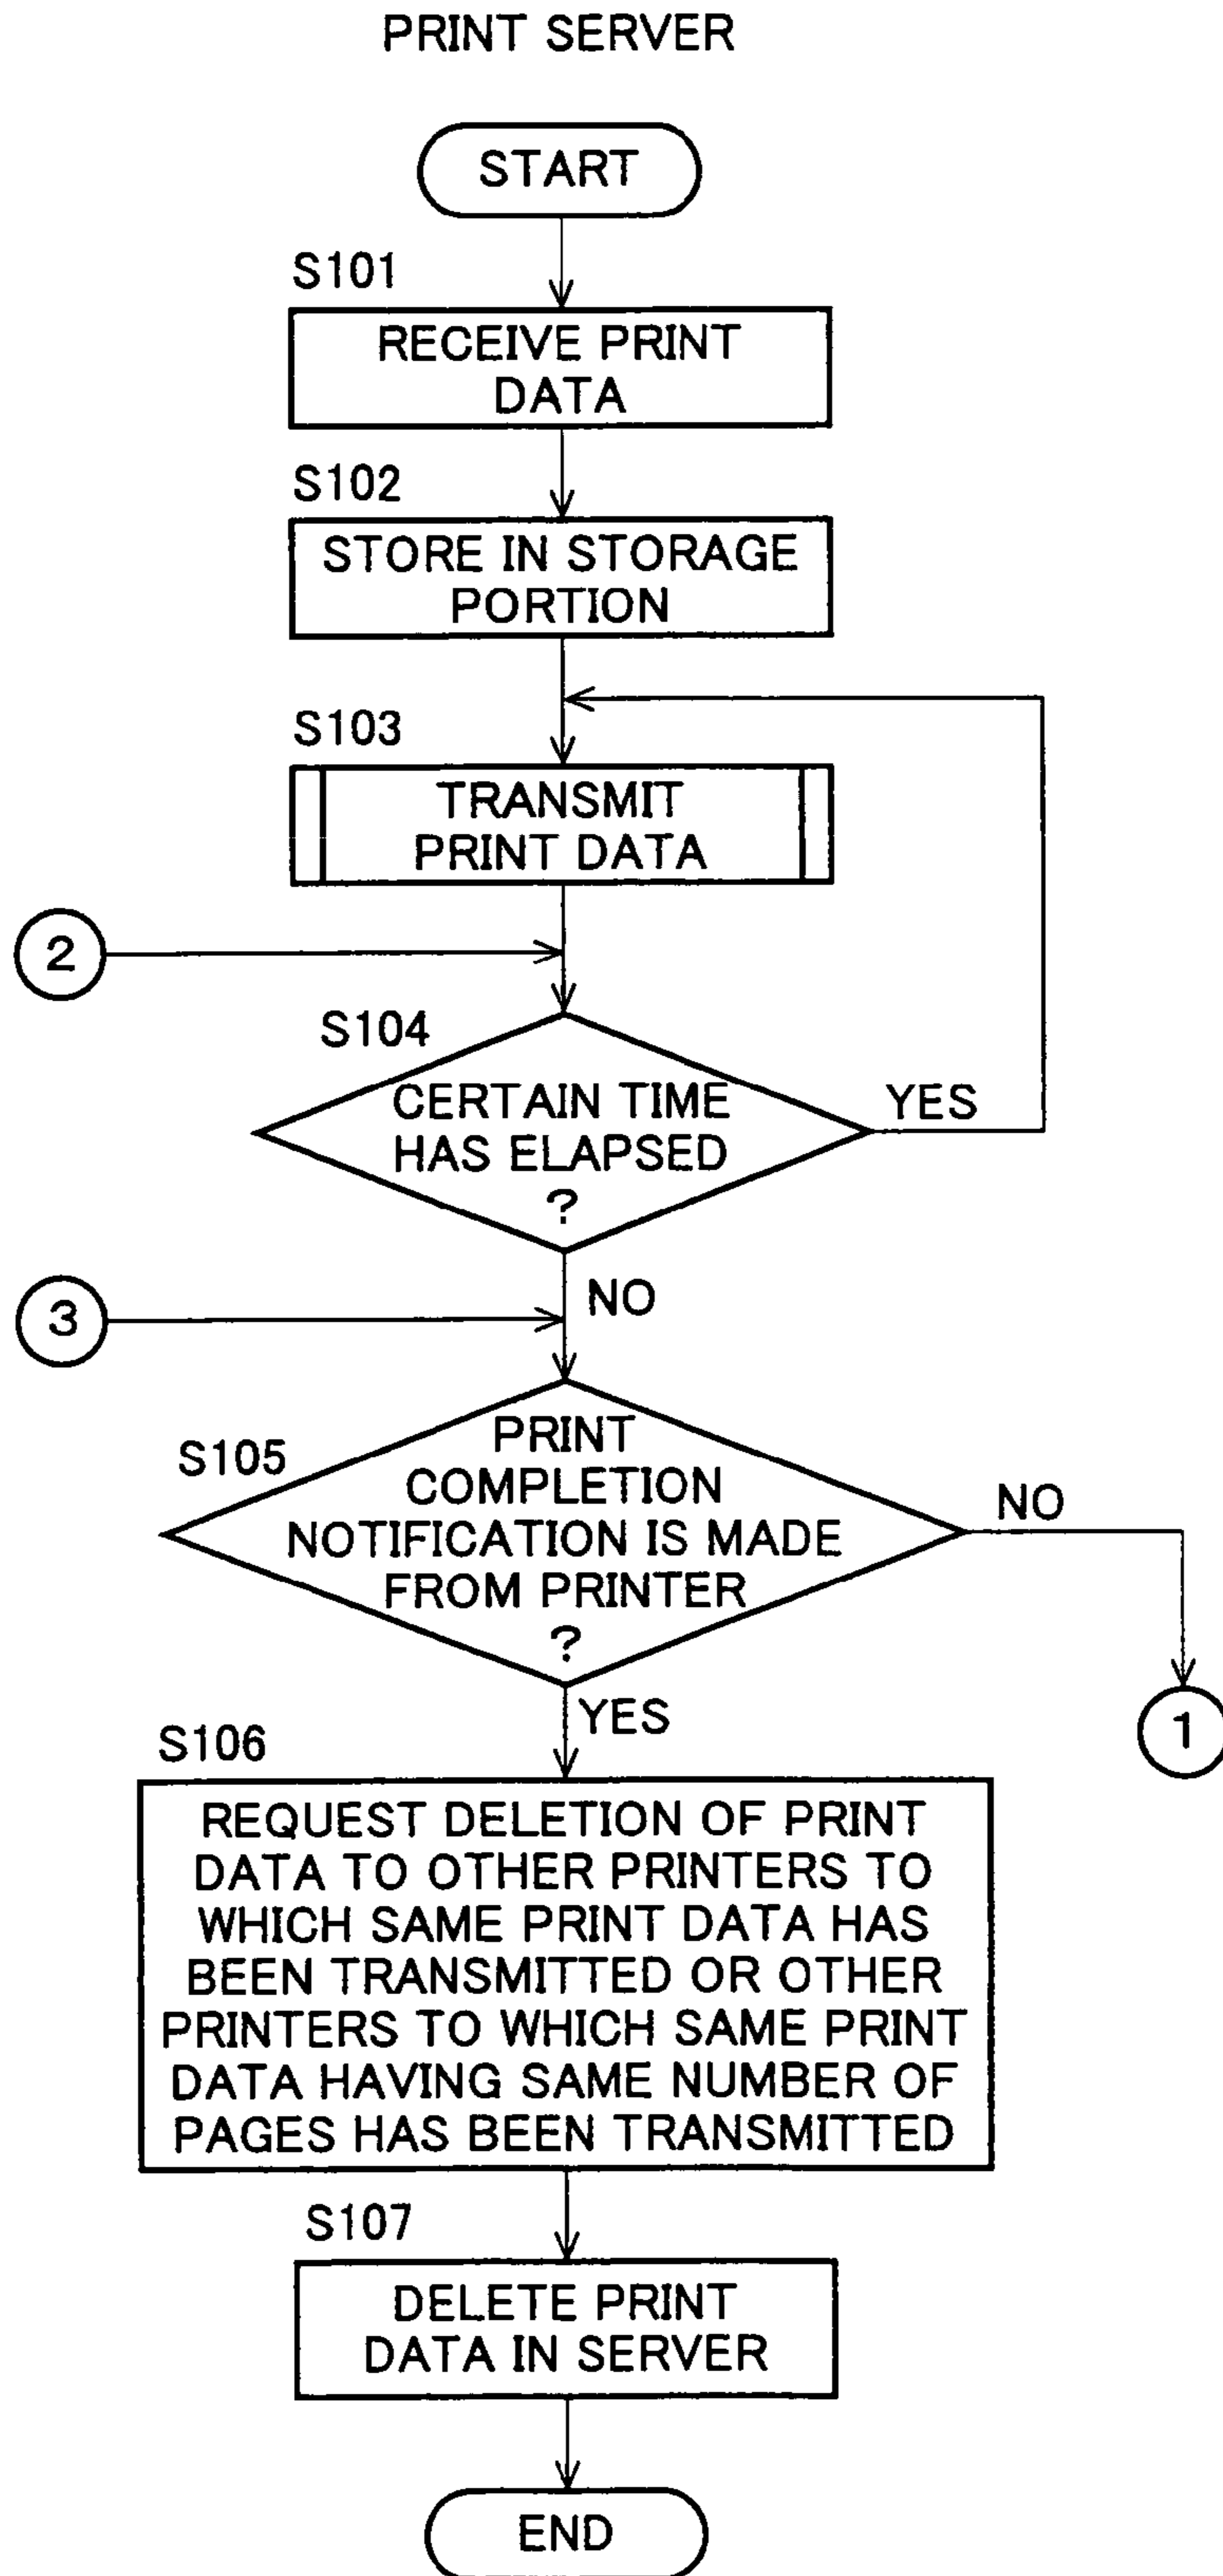 PRINT SERVER
START
S101
RECEIVE PRINT
DATA
S102
STORE IN STORAGE
PORTION
S103
TRANSMIT
PRINT DATA
2
S104
CERTAIN TIME
HAS ELAPSED
?
YES
NO
3
S105
PRINT
COMPLETION
NOTIFICATION IS MADE
FROM PRINTER
?
NO
YES
1
S106
REQUEST DELETION OF PRINT
DATA TO OTHER PRINTERS TO
WHICH SAME PRINT DATA HAS
BEEN TRANSMITTED OR OTHER
PRINTERS TO WHICH SAME PRINT
DATA HAVING SAME NUMBER OF
PAGES HAS BEEN TRANSMITTED
S107
DELETE PRINT
DATA IN SERVER
END